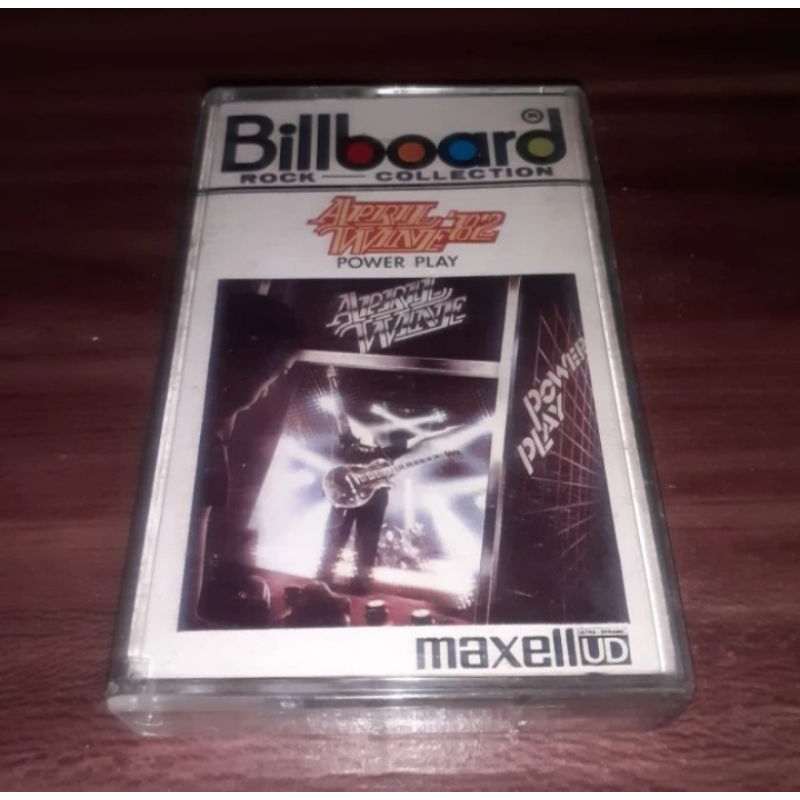 Billboard®
ROCK COLLECTION
APRIL
WINE '82
POWER PLAY
APRIL
WINE
POWER
PLAY
maxell UD